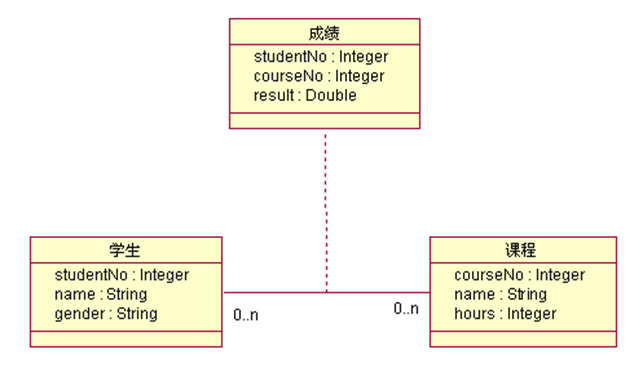 成绩
studentNo : Integer
courseNo : Integer
result : Double
学生
studentNo : Integer
name : String
gender : String
课程
courseNo : Integer
name : String
hours : Integer
0..n
0..n